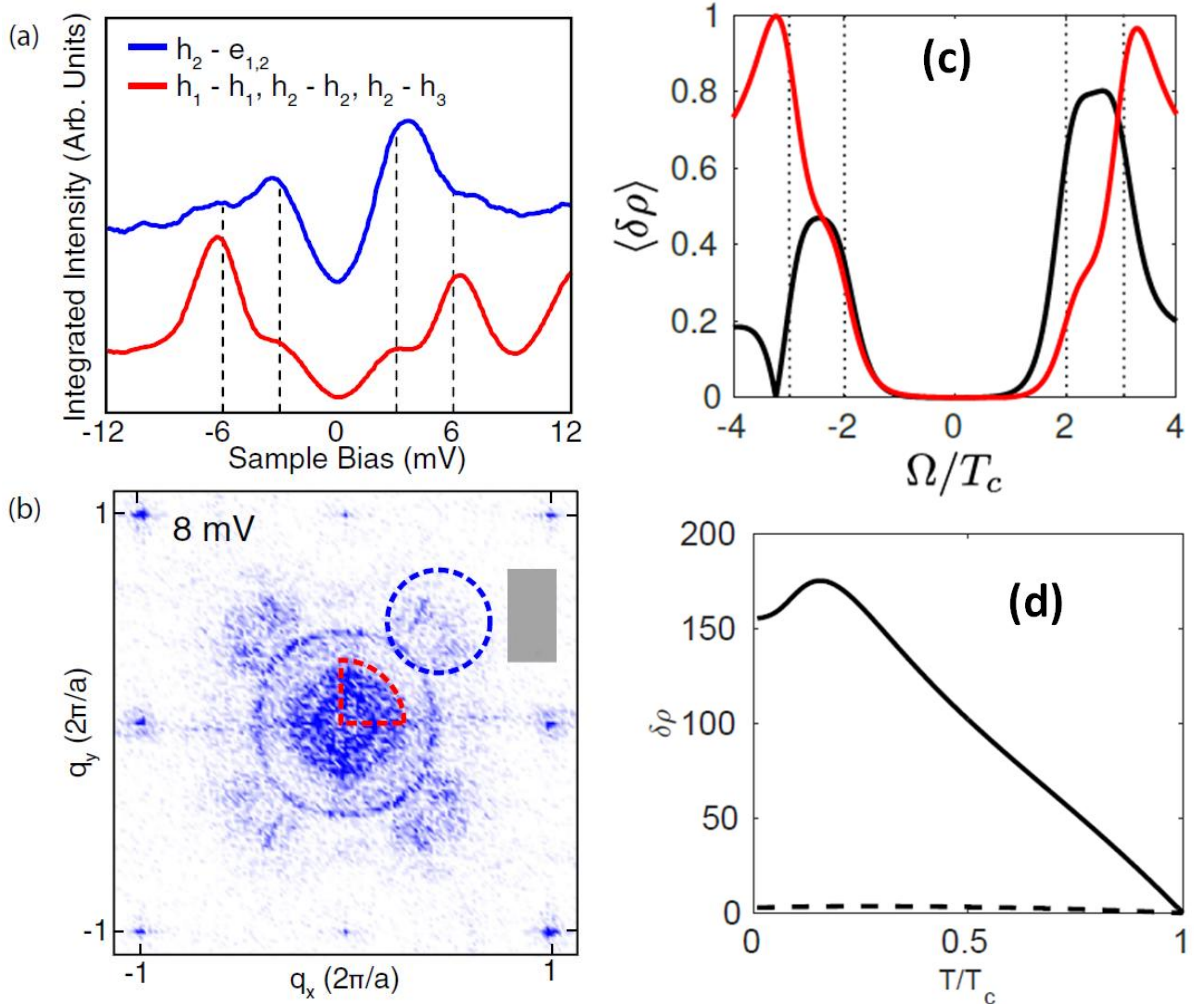 (a)
h₂ - e₁,₂
h₁ - h₁, h₂ - h₂, h₂ - h₃
Integrated Intensity (Arb. Units)
-12 -6 0 6 12
Sample Bias (mV)
(b)
8 mV
1
-1
q_y (2π/a)
-1 1
q_x (2π/a)
(c)
1
0.8
0.6
0.4
0.2
0
⟨δρ⟩
-4 -2 0 2 4
Ω/T_c
(d)
200
150
100
50
0
δρ
0 0.5 1
T/T_c